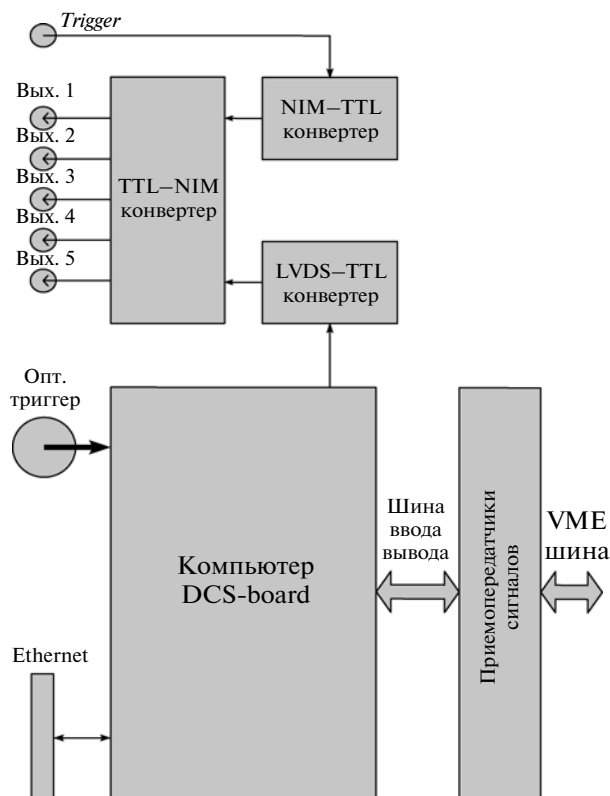 Trigger
Вых. 1
Вых. 2
Вых. 3
Вых. 4
Вых. 5
TTL–NIM
конвертер
NIM–TTL
конвертер
LVDS–TTL
конвертер
Опт.
триггер
Компьютер
DCS-board
Шина
ввода
вывода
Приемопередатчики
сигналов
VME
шина
Ethernet